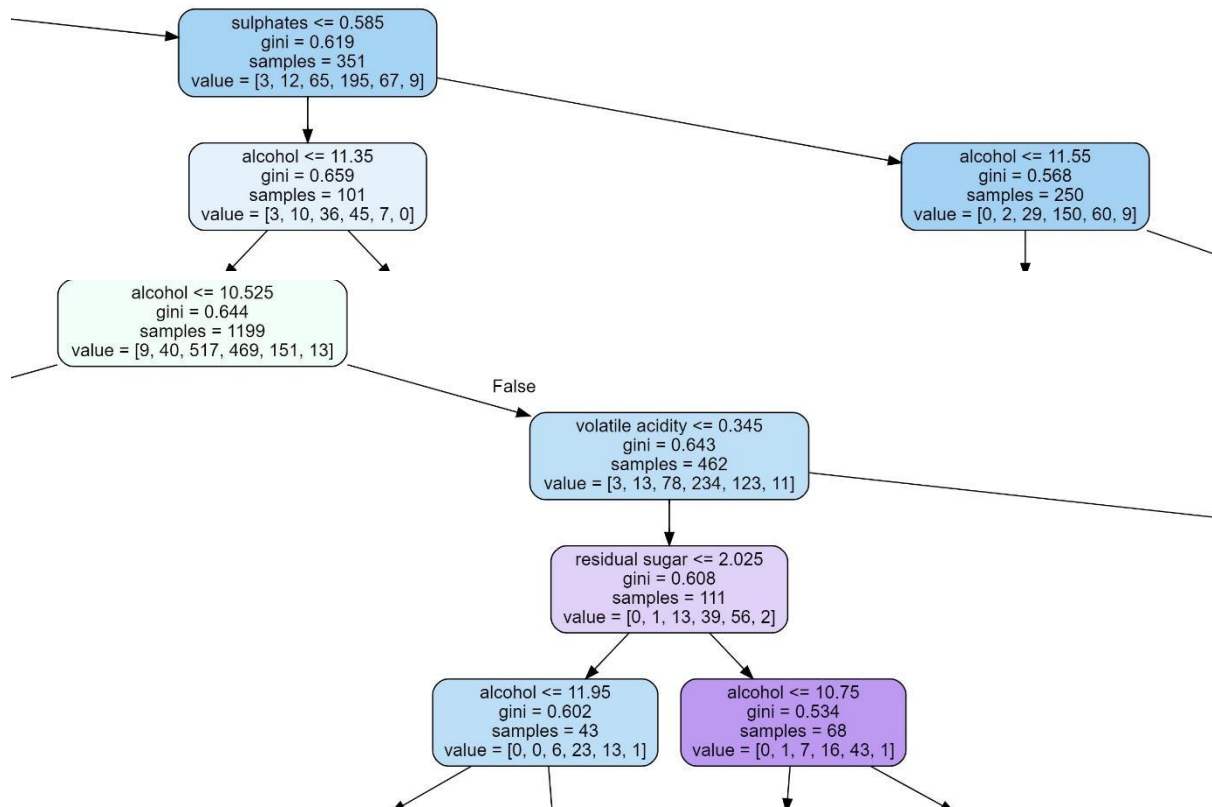 sulphates <= 0.585
gini = 0.619
samples = 351
value = [3, 12, 65, 195, 67, 9]
alcohol <= 11.35
gini = 0.659
samples = 101
value = [3, 10, 36, 45, 7, 0]
alcohol <= 11.55
gini = 0.568
samples = 250
value = [0, 2, 29, 150, 60, 9]
alcohol <= 10.525
gini = 0.644
samples = 1199
value = [9, 40, 517, 469, 151, 13]
False
volatile acidity <= 0.345
gini = 0.643
samples = 462
value = [3, 13, 78, 234, 123, 11]
residual sugar <= 2.025
gini = 0.608
samples = 111
value = [0, 1, 13, 39, 56, 2]
alcohol <= 11.95
gini = 0.602
samples = 43
value = [0, 0, 6, 23, 13, 1]
alcohol <= 10.75
gini = 0.534
samples = 68
value = [0, 1, 7, 16, 43, 1]